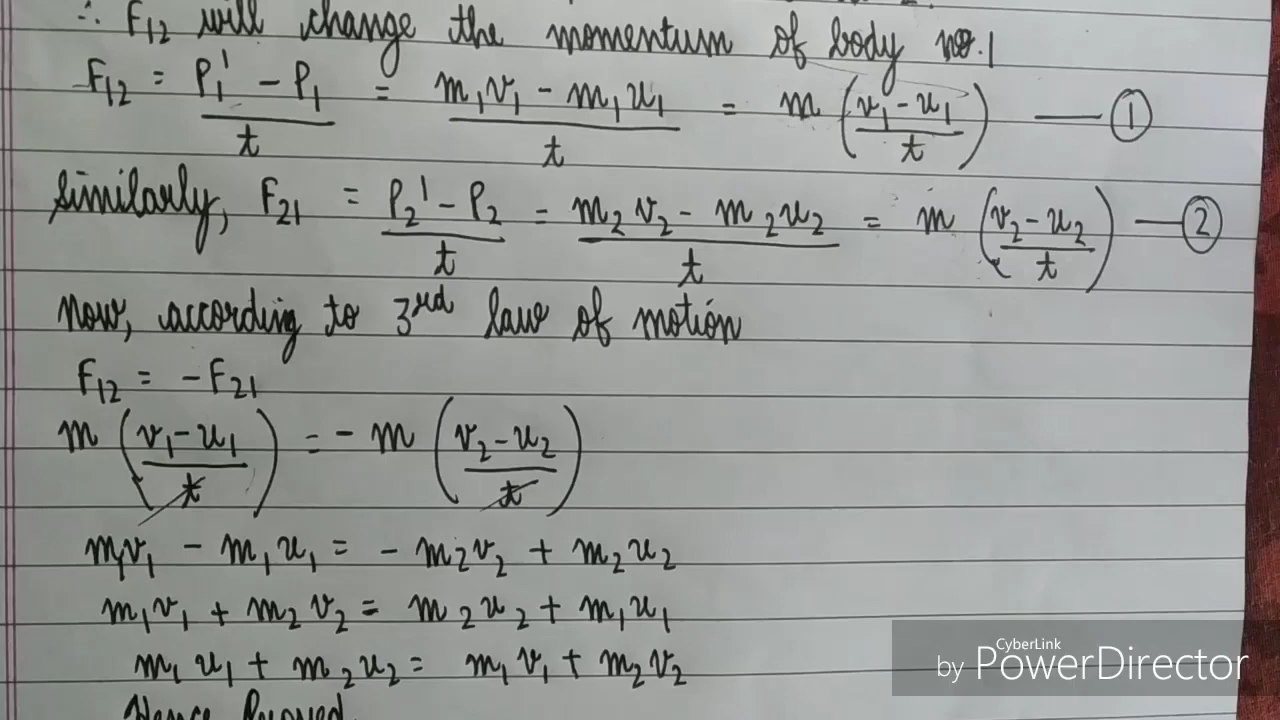 ∴ F₁₂ will change the momentum of body no.1
F₁₂ = P₁' - P₁ / t = m₁v₁ - m₁u₁ / t = m (v₁ - u₁ / t) — ①
Similarly, F₂₁ = P₂' - P₂ / t = m₂v₂ - m₂u₂ / t = m (v₂ - u₂ / t) — ②
Now, according to 3rd law of motion
F₁₂ = - F₂₁
m (v₁ - u₁ / t) = - m (v₂ - u₂ / t)
m₁v₁ - m₁u₁ = - m₂v₂ + m₂u₂
m₁v₁ + m₂v₂ = m₂u₂ + m₁u₁
m₁u₁ + m₂u₂ = m₁v₁ + m₂v₂
Hence Proved.
CyberLink
by PowerDirector